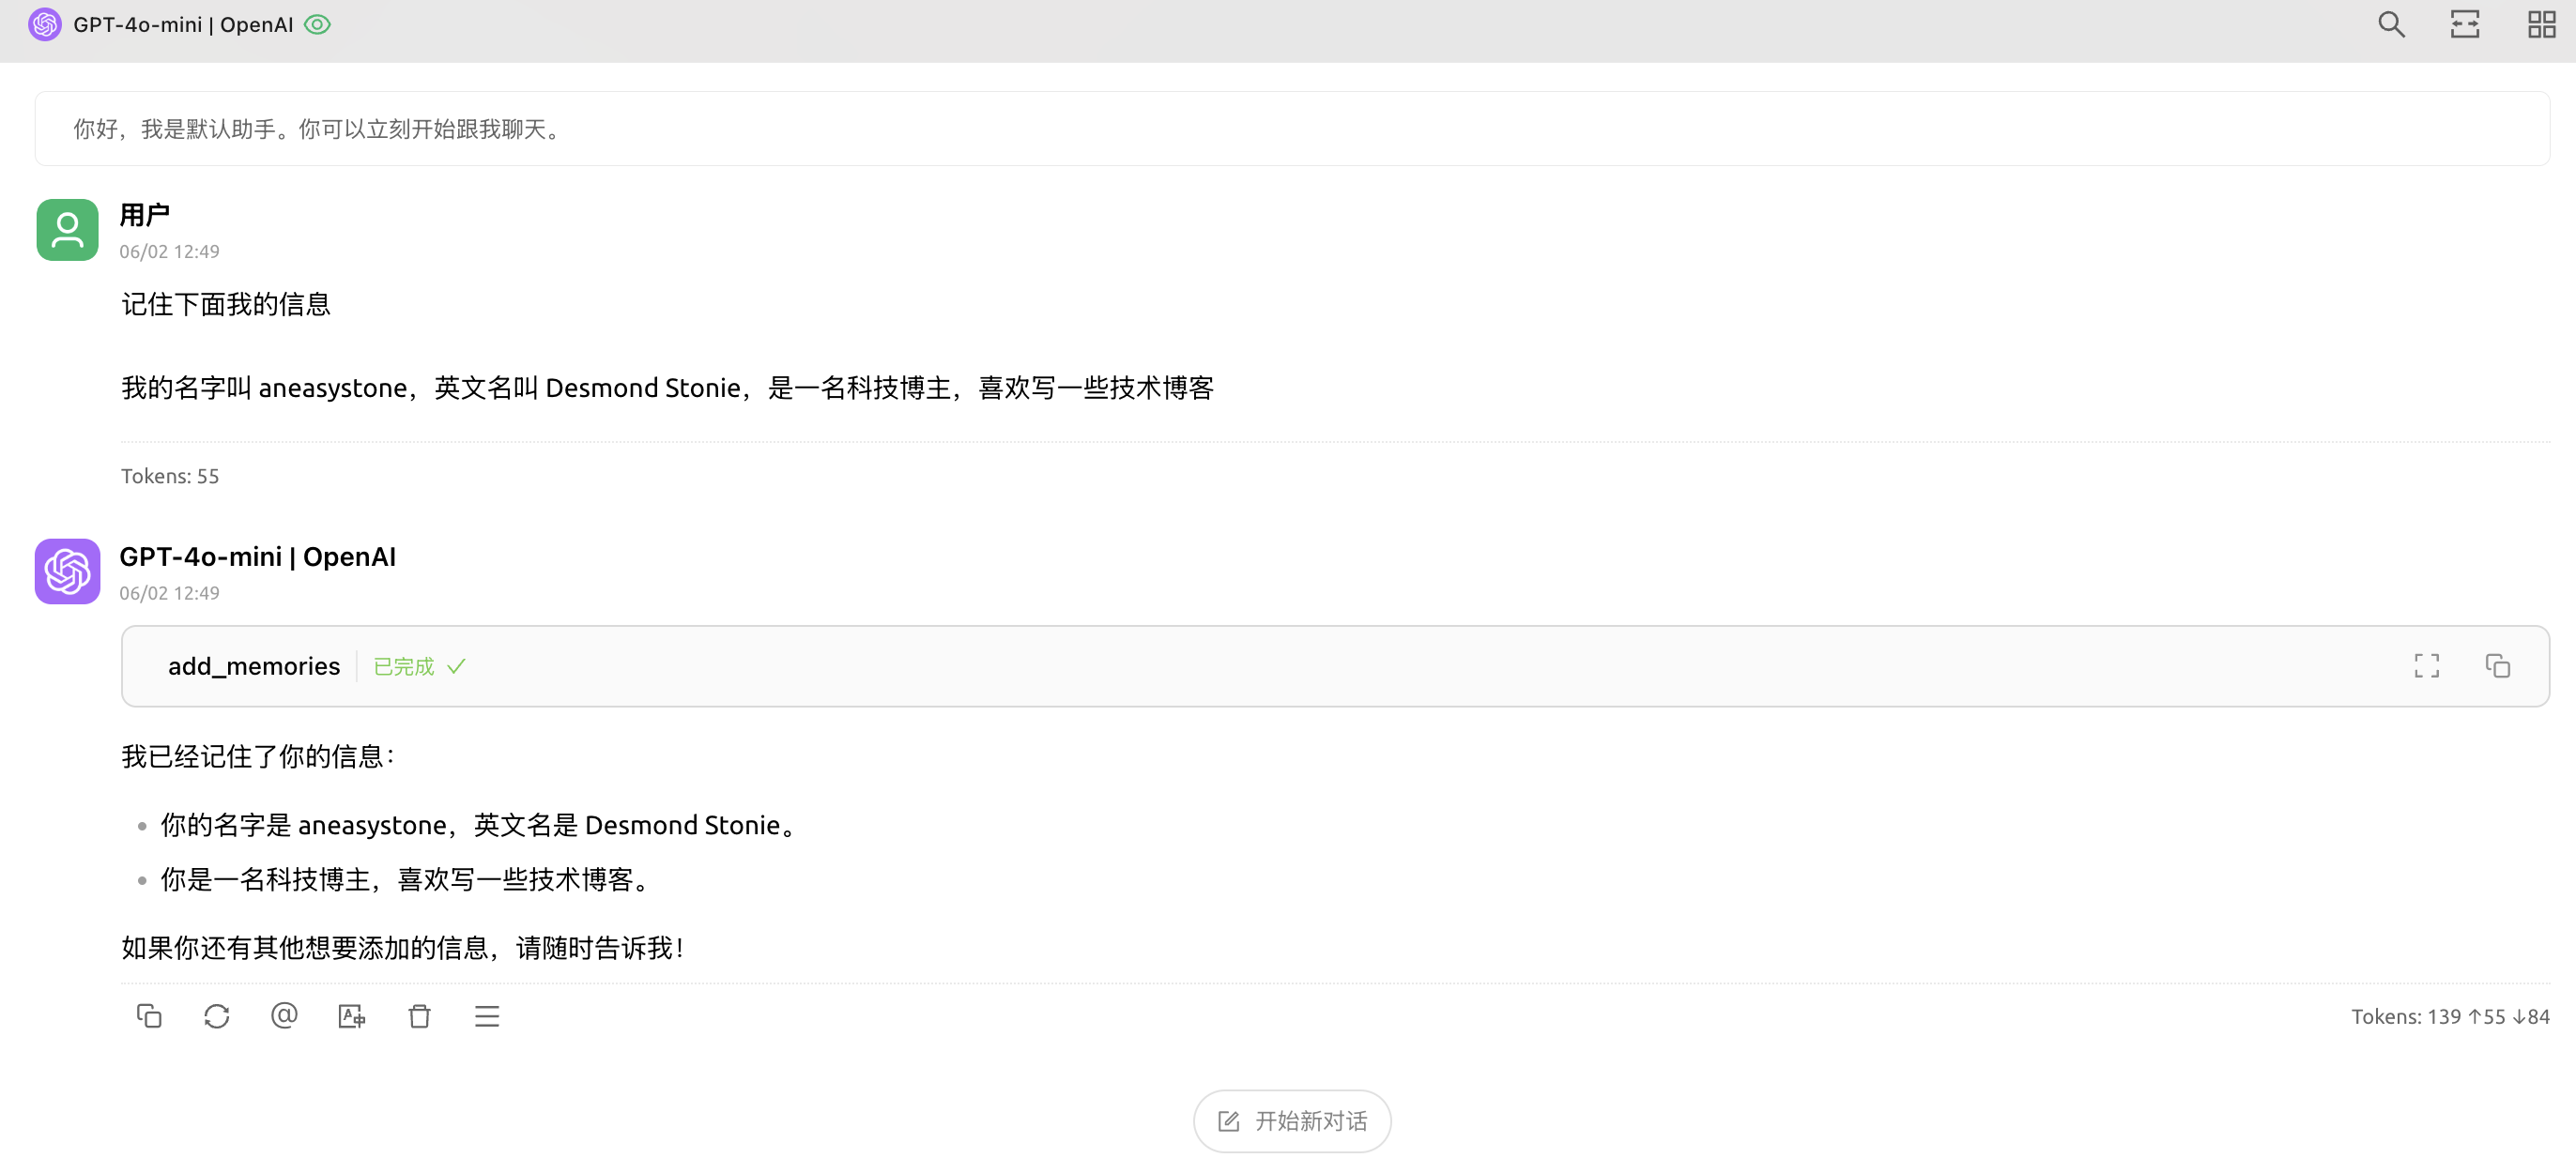 GPT-4o-mini | OpenAI
你好，我是默认助手。你可以立刻开始跟我聊天。
用户
06/02 12:49
记住下面我的信息
我的名字叫 aneasystone，英文名叫 Desmond Stonie，是一名科技博主，喜欢写一些技术博客
Tokens: 55
GPT-4o-mini | OpenAI
06/02 12:49
add_memories 已完成
我已经记住了你的信息：
你的名字是 aneasystone，英文名是 Desmond Stonie。
你是一名科技博主，喜欢写一些技术博客。
如果你还有其他想要添加的信息，请随时告诉我！
Tokens: 139 ↑55 ↓84
开始新对话